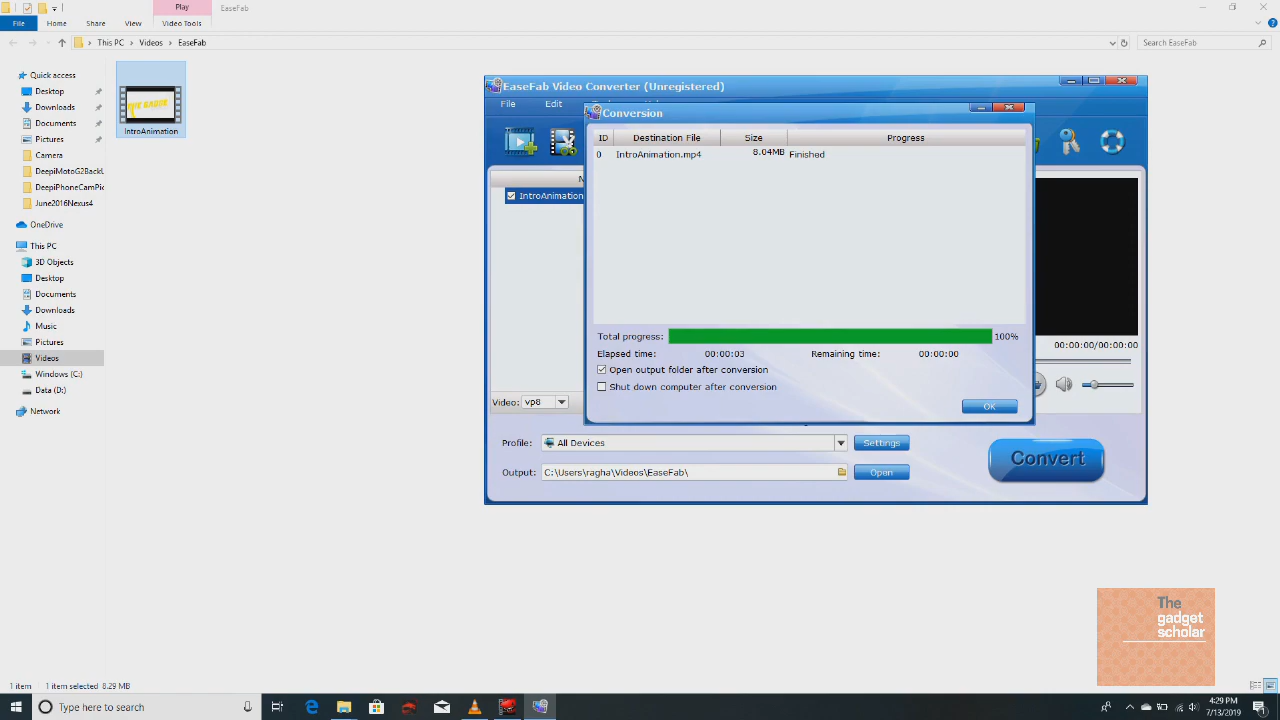 Play
EaseFab
File
Home
Share
View
Video Tools
This PC
Videos
EaseFab
Search EaseFab
Quick access
Desktop
Downloads
Documents
Pictures
Camera
DeepiMotoG2BackU
DeepiPhoneCamPic
June2016Nexus4
OneDrive
This PC
3D Objects
Desktop
Documents
Downloads
Music
Pictures
Videos
Windows (C:)
Data (D:)
Network
IntroAnimation
EaseFab Video Converter (Unregistered)
File
Edit
Conversion
ID
Destination File
Size
Progress
0
IntroAnimation.mp4
8.04MB
Finished
IntroAnimation
Total progress:
100%
Elapsed time:
00:00:03
Remaining time:
00:00:00
Open output folder after conversion
Shut down computer after conversion
OK
00:00:00/00:00:00
Video:
vp8
Profile:
All Devices
Settings
Output:
C:\Users\ragha\Videos\EaseFab\
Open
Convert
The
gadget
scholar
1 item
1 item selected 8.29 MB
Type here to search
4:29 PM
7/13/2019
1